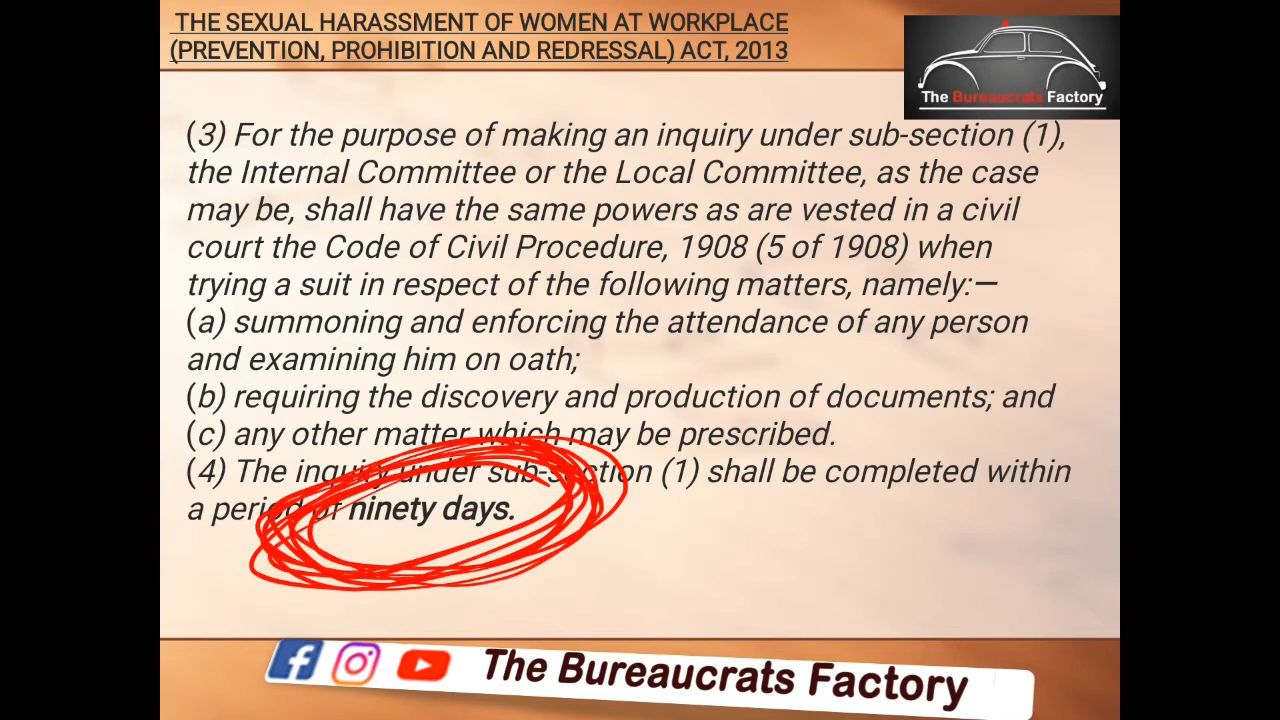 THE SEXUAL HARASSMENT OF WOMEN AT WORKPLACE
(PREVENTION, PROHIBITION AND REDRESSAL) ACT, 2013
The Bureaucrats Factory
(3) For the purpose of making an inquiry under sub-section (1),
the Internal Committee or the Local Committee, as the case
may be, shall have the same powers as are vested in a civil
court the Code of Civil Procedure, 1908 (5 of 1908) when
trying a suit in respect of the following matters, namely:—
(a) summoning and enforcing the attendance of any person
and examining him on oath;
(b) requiring the discovery and production of documents; and
(c) any other matter which may be prescribed.
(4) The inquiry under sub-section (1) shall be completed within
a period of ninety days.
The Bureaucrats Factory